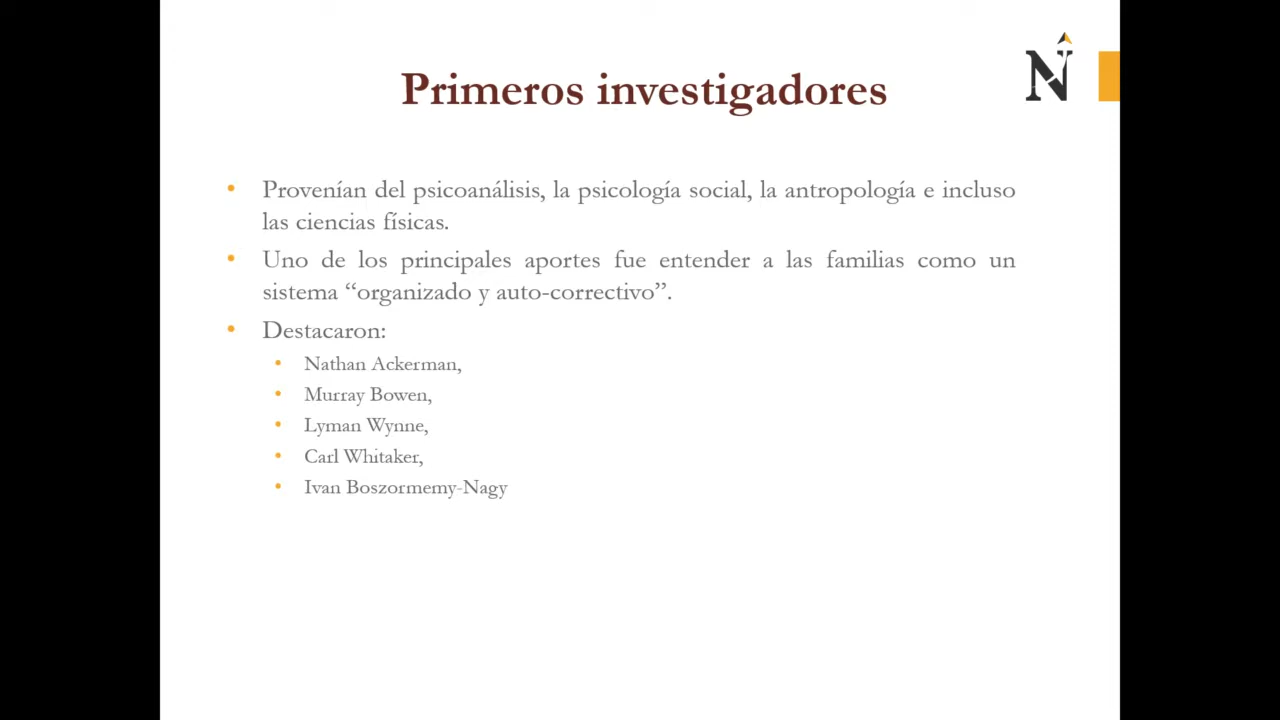 Primeros investigadores
N
• Provenían del psicoanálisis, la psicología social, la antropología e incluso
las ciencias físicas.
• Uno de los principales aportes fue entender a las familias como un
sistema “organizado y auto-correctivo”.
• Destacaron:
• Nathan Ackerman,
• Murray Bowen,
• Lyman Wynne,
• Carl Whitaker,
• Ivan Boszormemy-Nagy